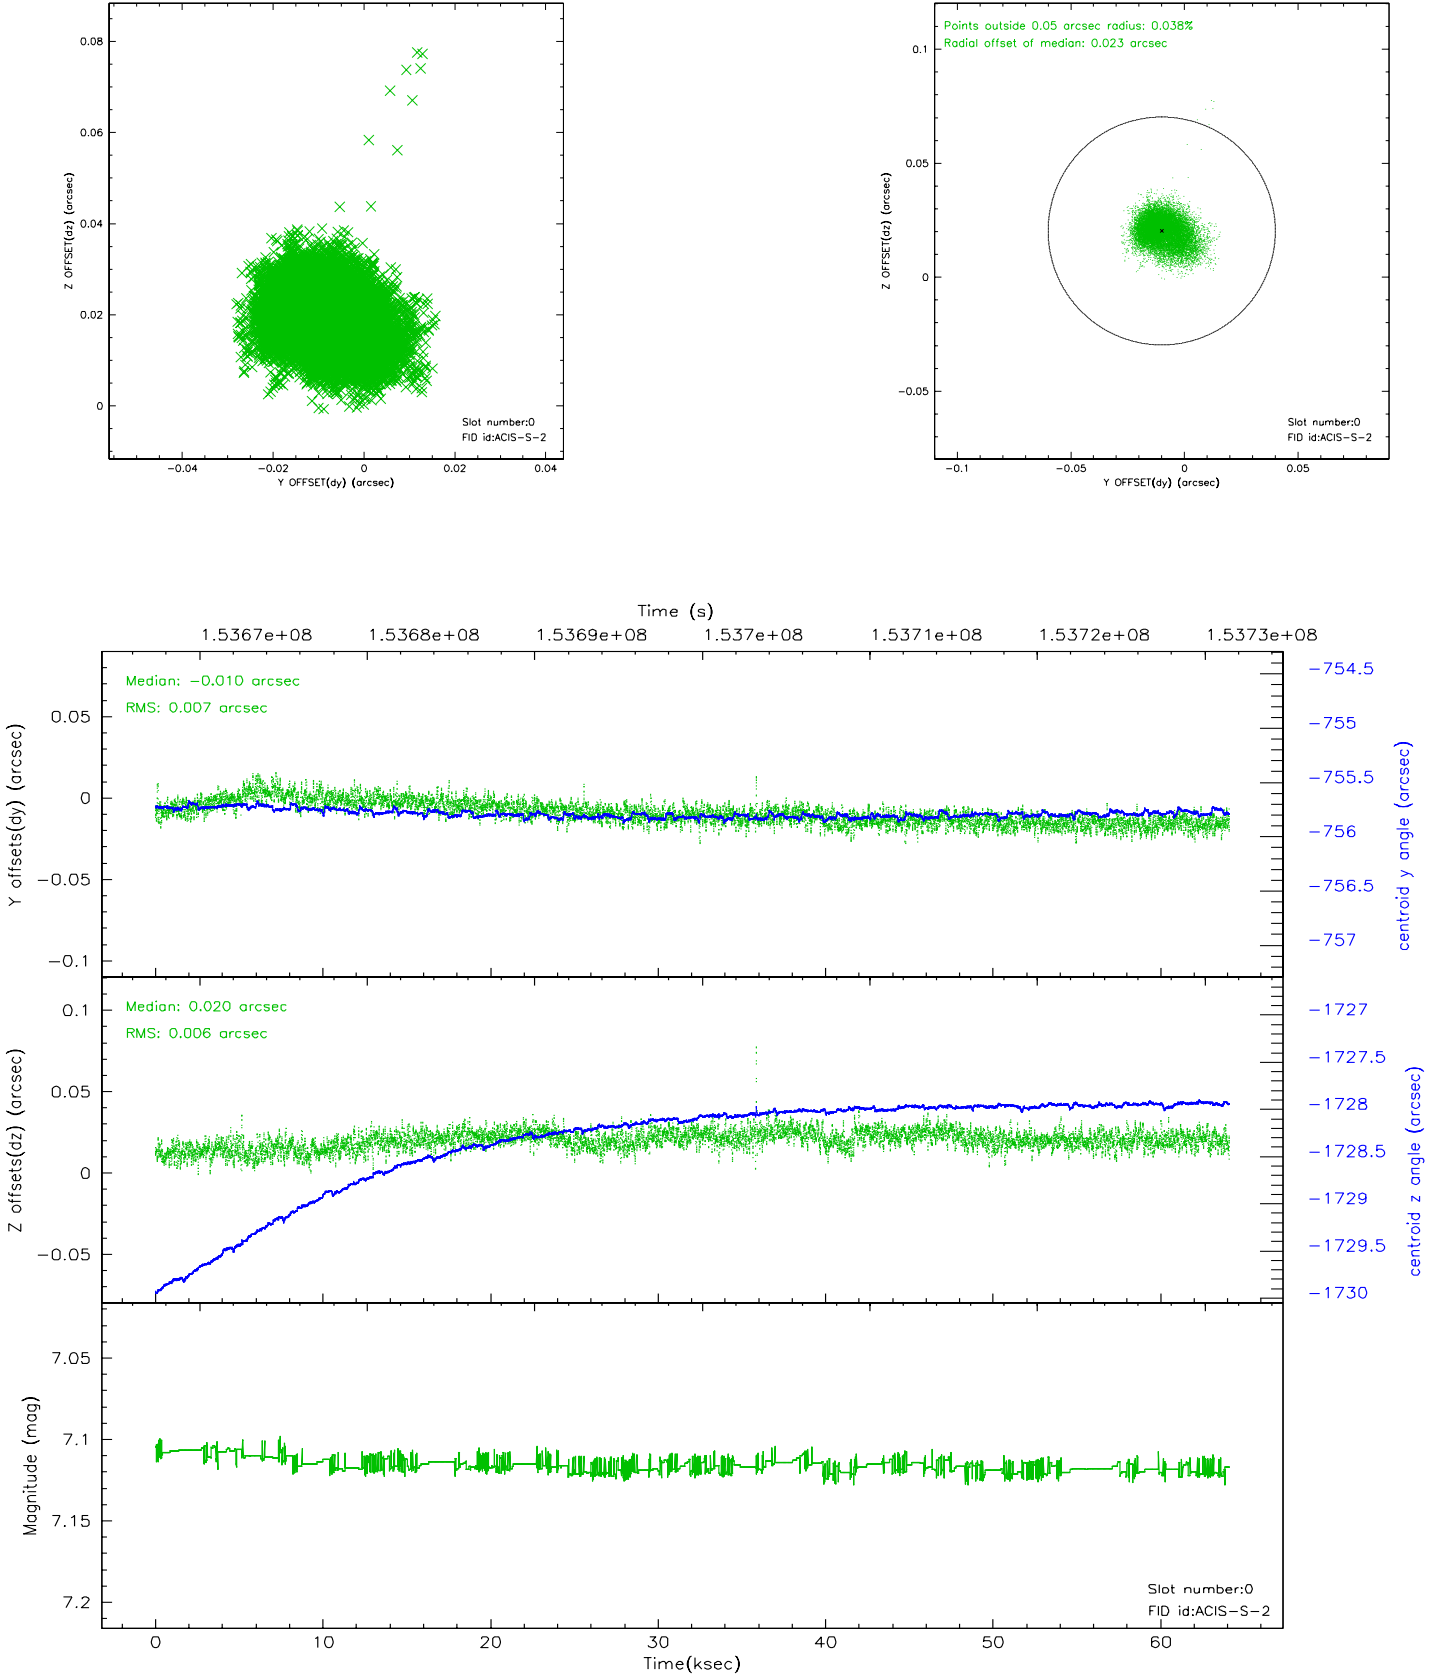 0.08
0.06
0.04
0.02
0
Z OFFSET(dz) (arcsec)
Slot number:0
FID id:ACIS-S-2
-0.04 -0.02 0 0.02 0.04
Y OFFSET(dy) (arcsec)
Points outside 0.05 arcsec radius: 0.038%
Radial offset of median: 0.023 arcsec
0.1
0.05
0
-0.05
Z OFFSET(dz) (arcsec)
Slot number:0
FID id:ACIS-S-2
-0.1 -0.05 0 0.05
Y OFFSET(dy) (arcsec)
Time (s)
1.5367e+08 1.5368e+08 1.5369e+08 1.537e+08 1.5371e+08 1.5372e+08 1.5373e+08
Median: -0.010 arcsec
RMS: 0.007 arcsec
0.05
0
-0.05
-0.1
Y offsets(dy) (arcsec)
-754.5
-755
-755.5
-756
-756.5
-757
centroid y angle (arcsec)
Median: 0.020 arcsec
RMS: 0.006 arcsec
0.1
0.05
0
-0.05
Z offsets(dz) (arcsec)
-1727
-1727.5
-1728
-1728.5
-1729
-1729.5
-1730
centroid z angle (arcsec)
7.05
7.1
7.15
7.2
Magnitude (mag)
Slot number:0
FID id:ACIS-S-2
0 10 20 30 40 50 60
Time(ksec)